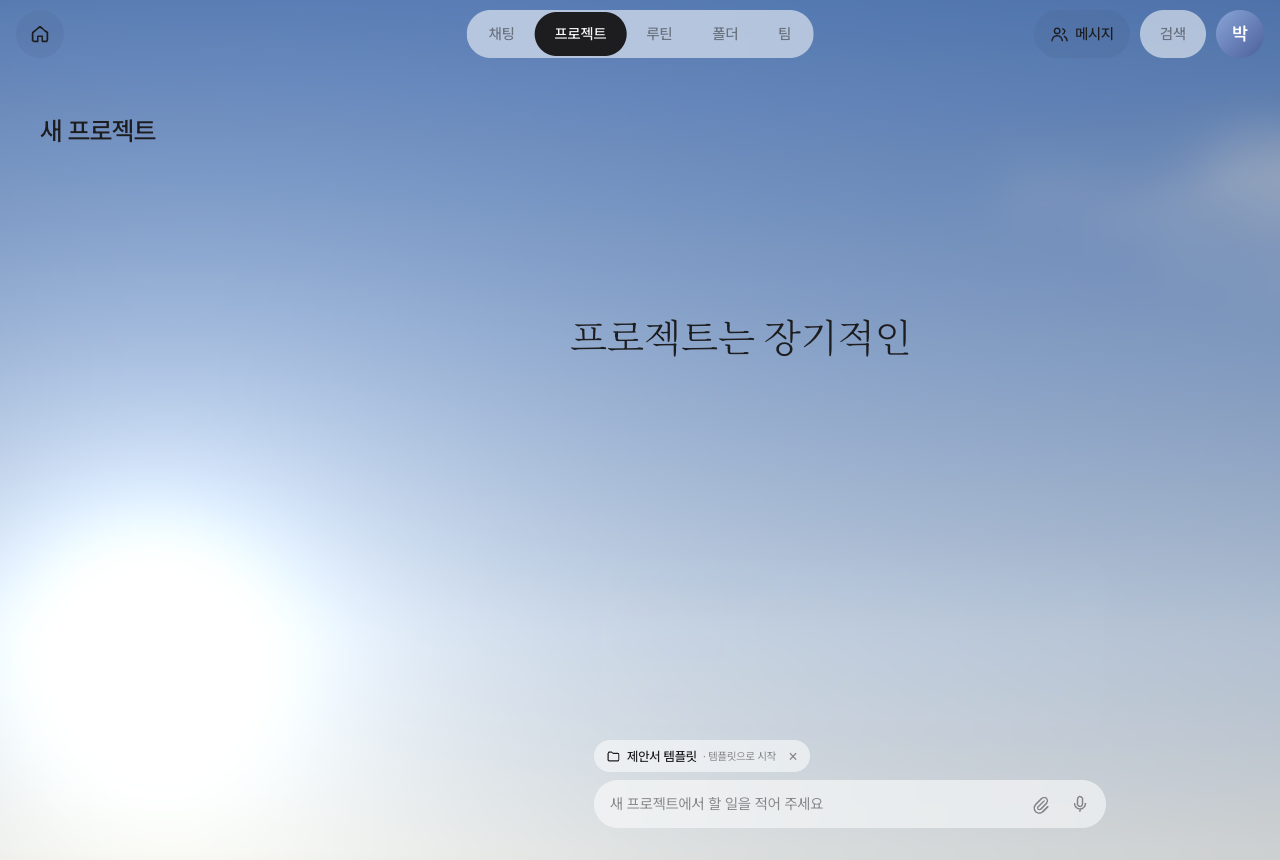 채팅 프로젝트 루틴 폴더 팀 메시지 검색 박
새 프로젝트
프로젝트는 장기적인
제안서 템플릿 · 템플릿으로 시작 ×
새 프로젝트에서 할 일을 적어 주세요